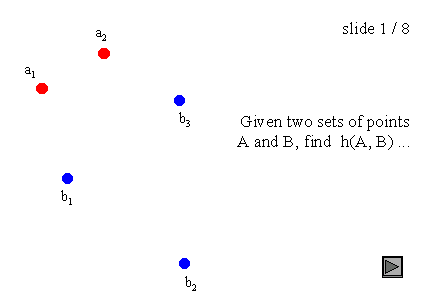 slide 1 / 8
a2
a1
b3
Given two sets of points
A and B, find h(A, B) ...
b1
b2